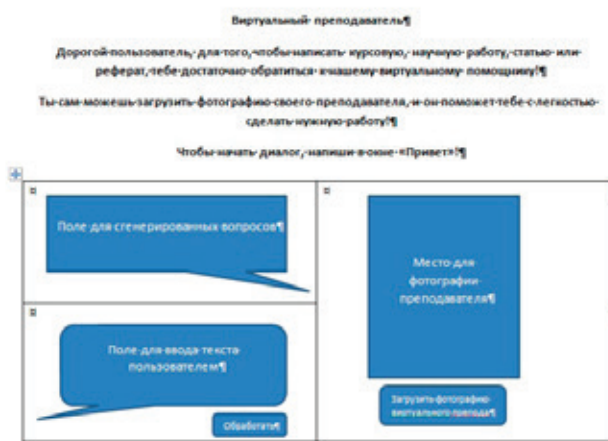 Виртуальный преподаватель¶
Дорогой пользователь, для того, чтобы написать курсовую, научную работу, статью или
реферат, тебе достаточно обратиться к нашему виртуальному помощнику!¶
Ты сам можешь загрузить фотографию своего преподавателя, и он поможет тебе с легкостью
сделать нужную работу!¶
Чтобы начать диалог, напиши в окне «Привет»!¶
Поле для сгенерированных вопросов¶
Поле для ввода текста
пользователем¶
Обработать¶
Место для
фотографии
преподавателя¶
Загрузить фотографию
виртуального препода¶